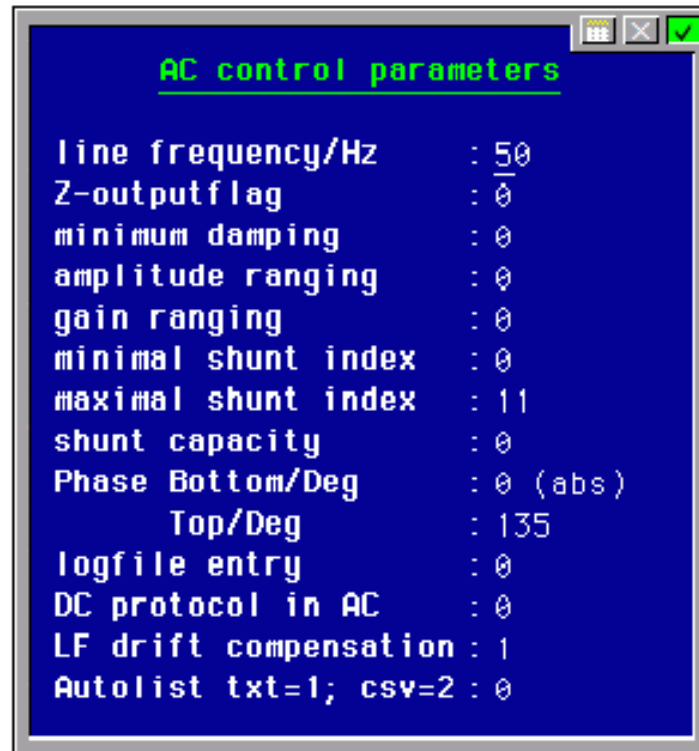 AC control parameters
line frequency/Hz : 50
Z-outputflag : 0
minimum damping : 0
amplitude ranging : 0
gain ranging : 0
minimal shunt index : 0
maximal shunt index : 11
shunt capacity : 0
Phase Bottom/Deg : 0 (abs)
Top/Deg : 135
logfile entry : 0
DC protocol in AC : 0
LF drift compensation : 1
Autolist txt=1; csv=2 : 0